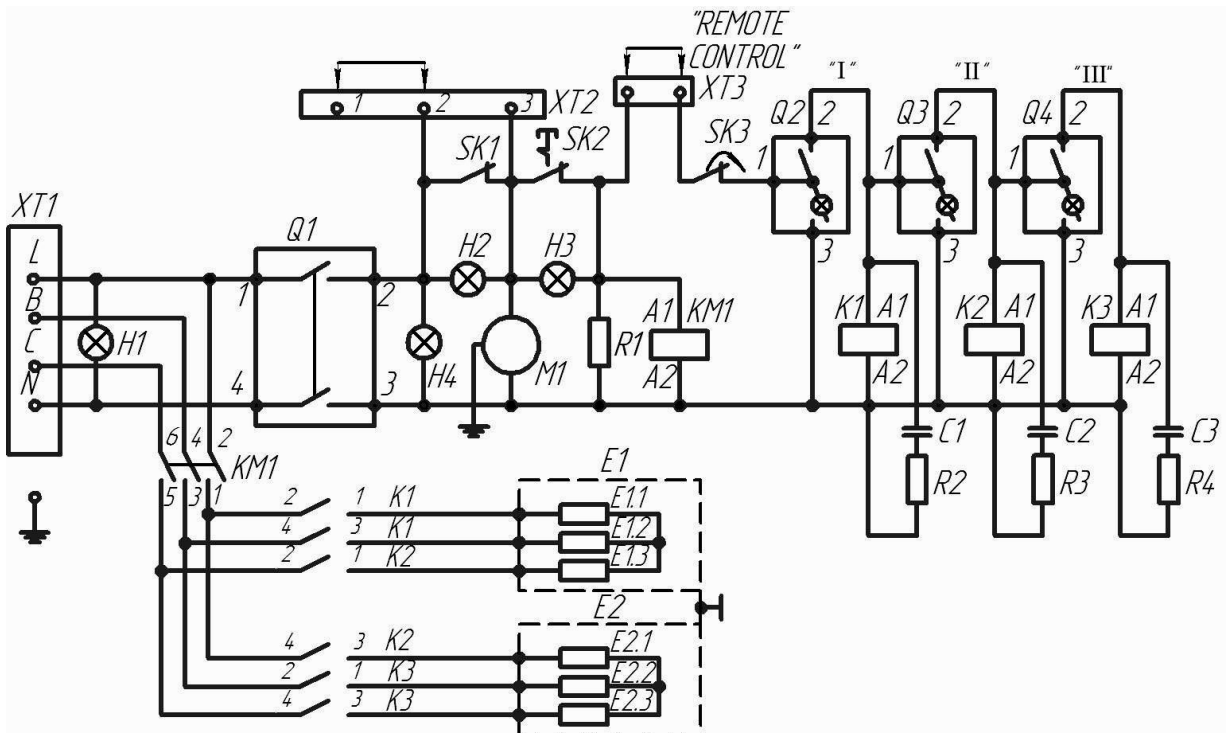 "REMOTE
CONTROL"
"I"
"II"
"III"
1
2
3
XT2
XT3
SK1
SK2
SK3
Q2
2
1
3
Q3
2
1
3
Q4
2
1
3
XT1
L
B
C
N
H1
Q1
1
2
4
3
H2
H3
H4
M1
R1
A1
KM1
A2
K1
A1
A2
K2
A1
A2
K3
A1
A2
C1
R2
C2
R3
C3
R4
6
4
2
KM1
5
3
1
E1
2
1
K1
E1.1
4
3
K1
E1.2
2
1
K2
E1.3
E2
4
3
K2
E2.1
2
1
K3
E2.2
4
3
K3
E2.3